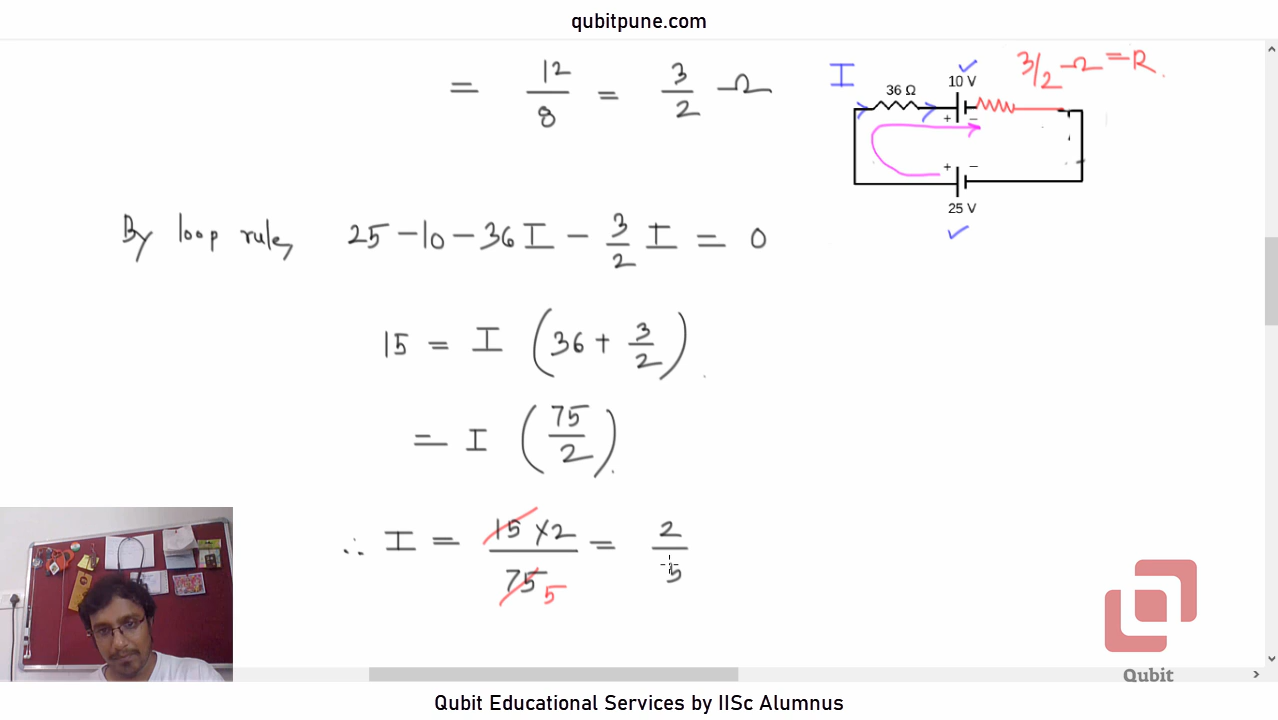 qubitpune.com
= 12/8 = 3/2 Ω
I
3/2 Ω = R.
10 V
36 Ω
+ −
+ −
25 V
By loop rule, 25 − 10 − 36 I − 3/2 I = 0
15 = I (36 + 3/2)
= I (75/2)
∴ I = 15 × 2 / 75 5 = 2/5
Qubit
Qubit Educational Services by IISc Alumnus